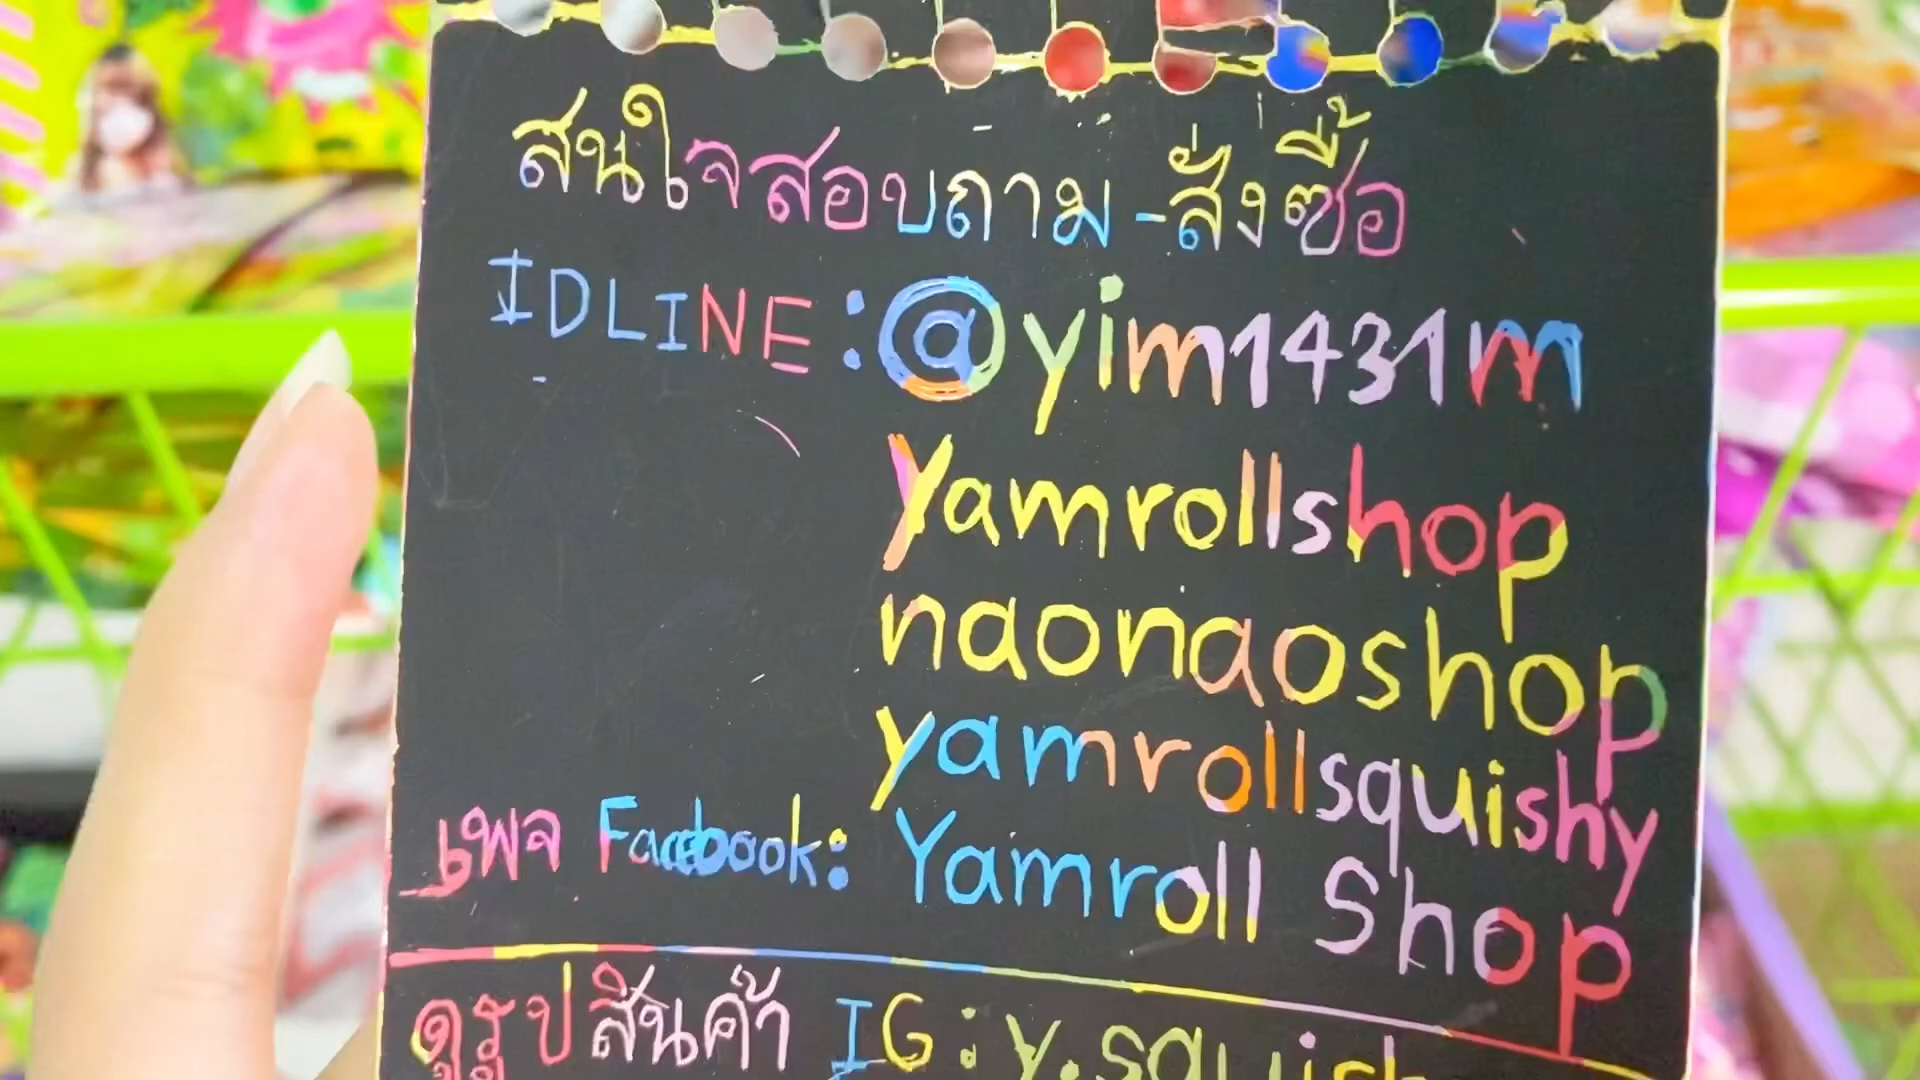 สนใจสอบถาม-สั่งซื้อ
IDLINE:@yim1431m
yamrollshop
naonaoshop
yamrollsquishy
เพจ Facebook: Yamroll Shop
ดูรูปสินค้า IG: y.squish